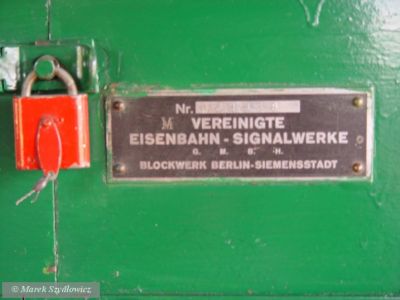 Nr.
M VEREINIGTE
EISENBAHN - SIGNALWERKE
G. M. B. H.
BLOCKWERK BERLIN-SIEMENSSTADT
© Marek Szydłowicz